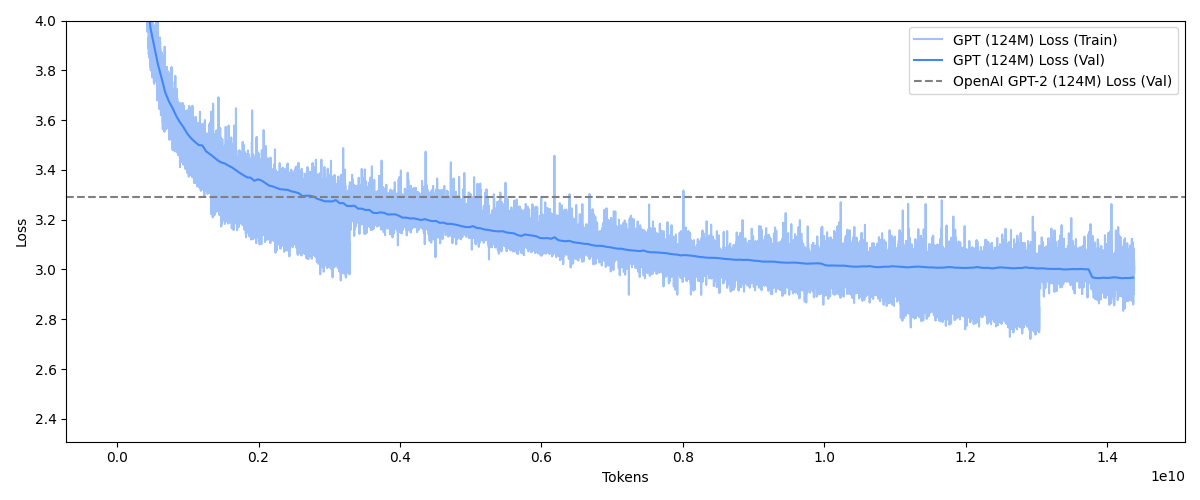 4.0
3.8
3.6
3.4
3.2
3.0
2.8
2.6
2.4
Loss
GPT (124M) Loss (Train)
GPT (124M) Loss (Val)
OpenAI GPT-2 (124M) Loss (Val)
0.0 0.2 0.4 0.6 0.8 1.0 1.2 1.4
1e10
Tokens